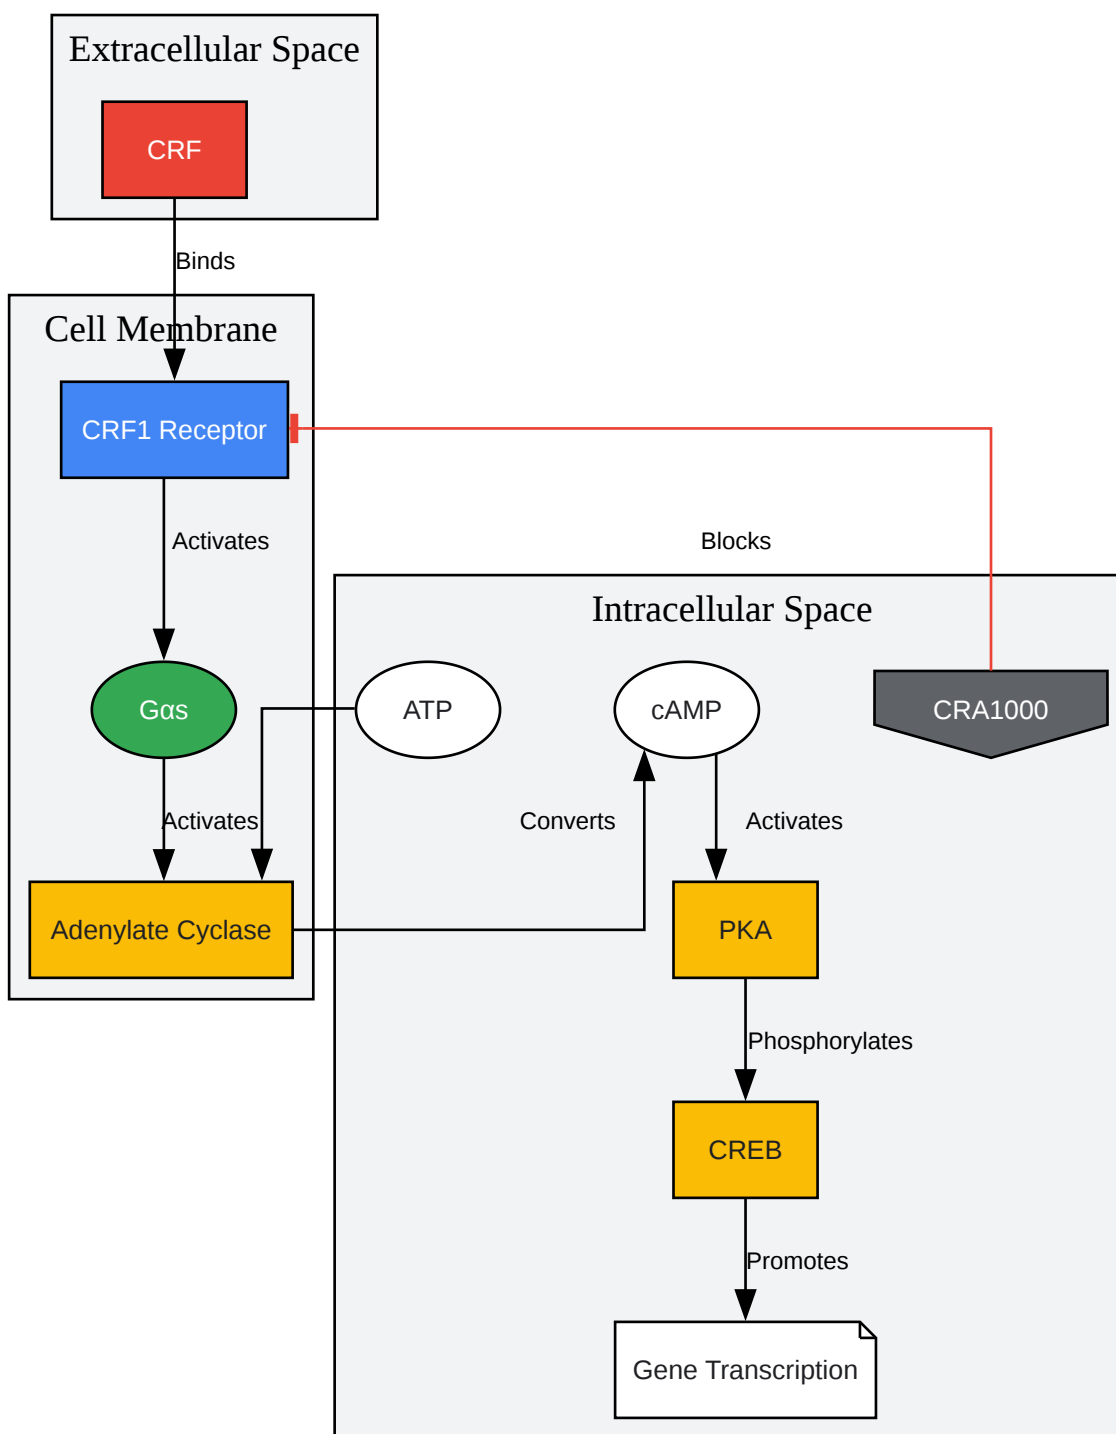 Extracellular Space
CRF
Binds
Cell Membrane
CRF1 Receptor
Activates
Blocks
Intracellular Space
Gαs
ATP
cAMP
CRA1000
Activates
Converts
Activates
Adenylate Cyclase
PKA
Phosphorylates
CREB
Promotes
Gene Transcription